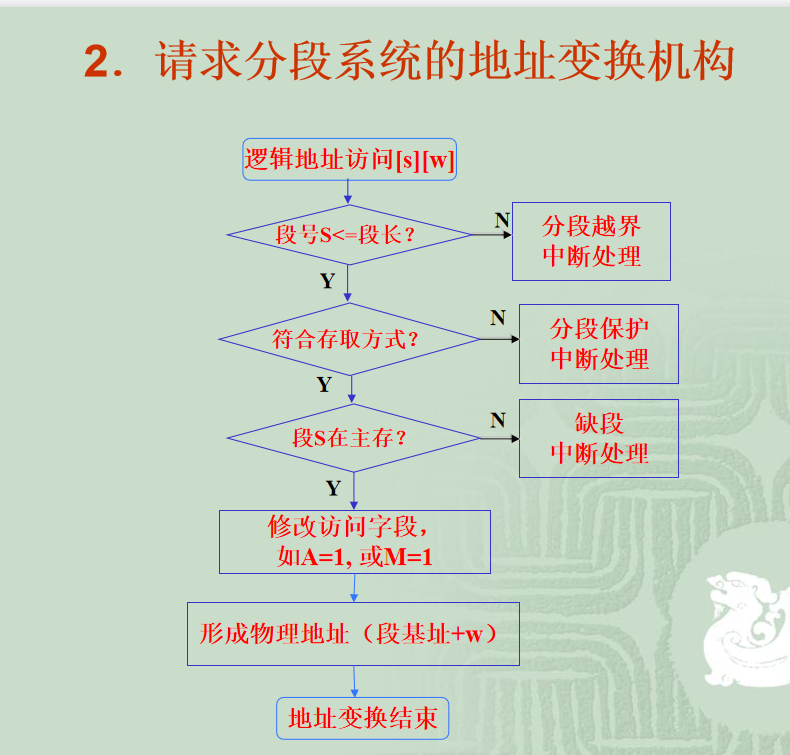 2. 请求分段系统的地址变换机构
逻辑地址访问[s][w]
段号S<=段长?
N
分段越界
中断处理
Y
符合存取方式?
N
分段保护
中断处理
Y
段S在主存?
N
缺段
中断处理
Y
修改访问字段,
如A=1, 或M=1
形成物理地址（段基址+w）
地址变换结束